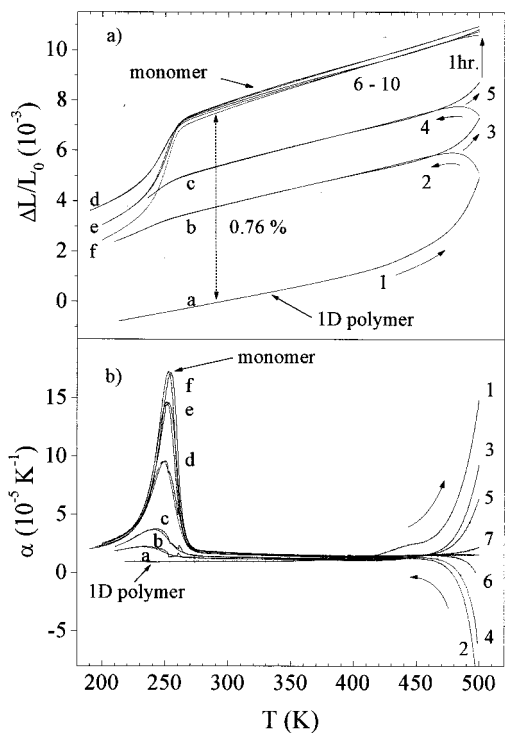 a)
monomer
1hr.
6 - 10
5
4
3
d
c
e
2
f
b
0.76 %
a
1
1D polymer
10
8
6
4
2
0
ΔL/L₀ (10⁻³)
b)
monomer
f
e
d
c
b
a
1D polymer
1
3
5
7
6
4
2
15
10
5
0
-5
α (10⁻⁵ K⁻¹)
200 250 300 350 400 450 500
T (K)